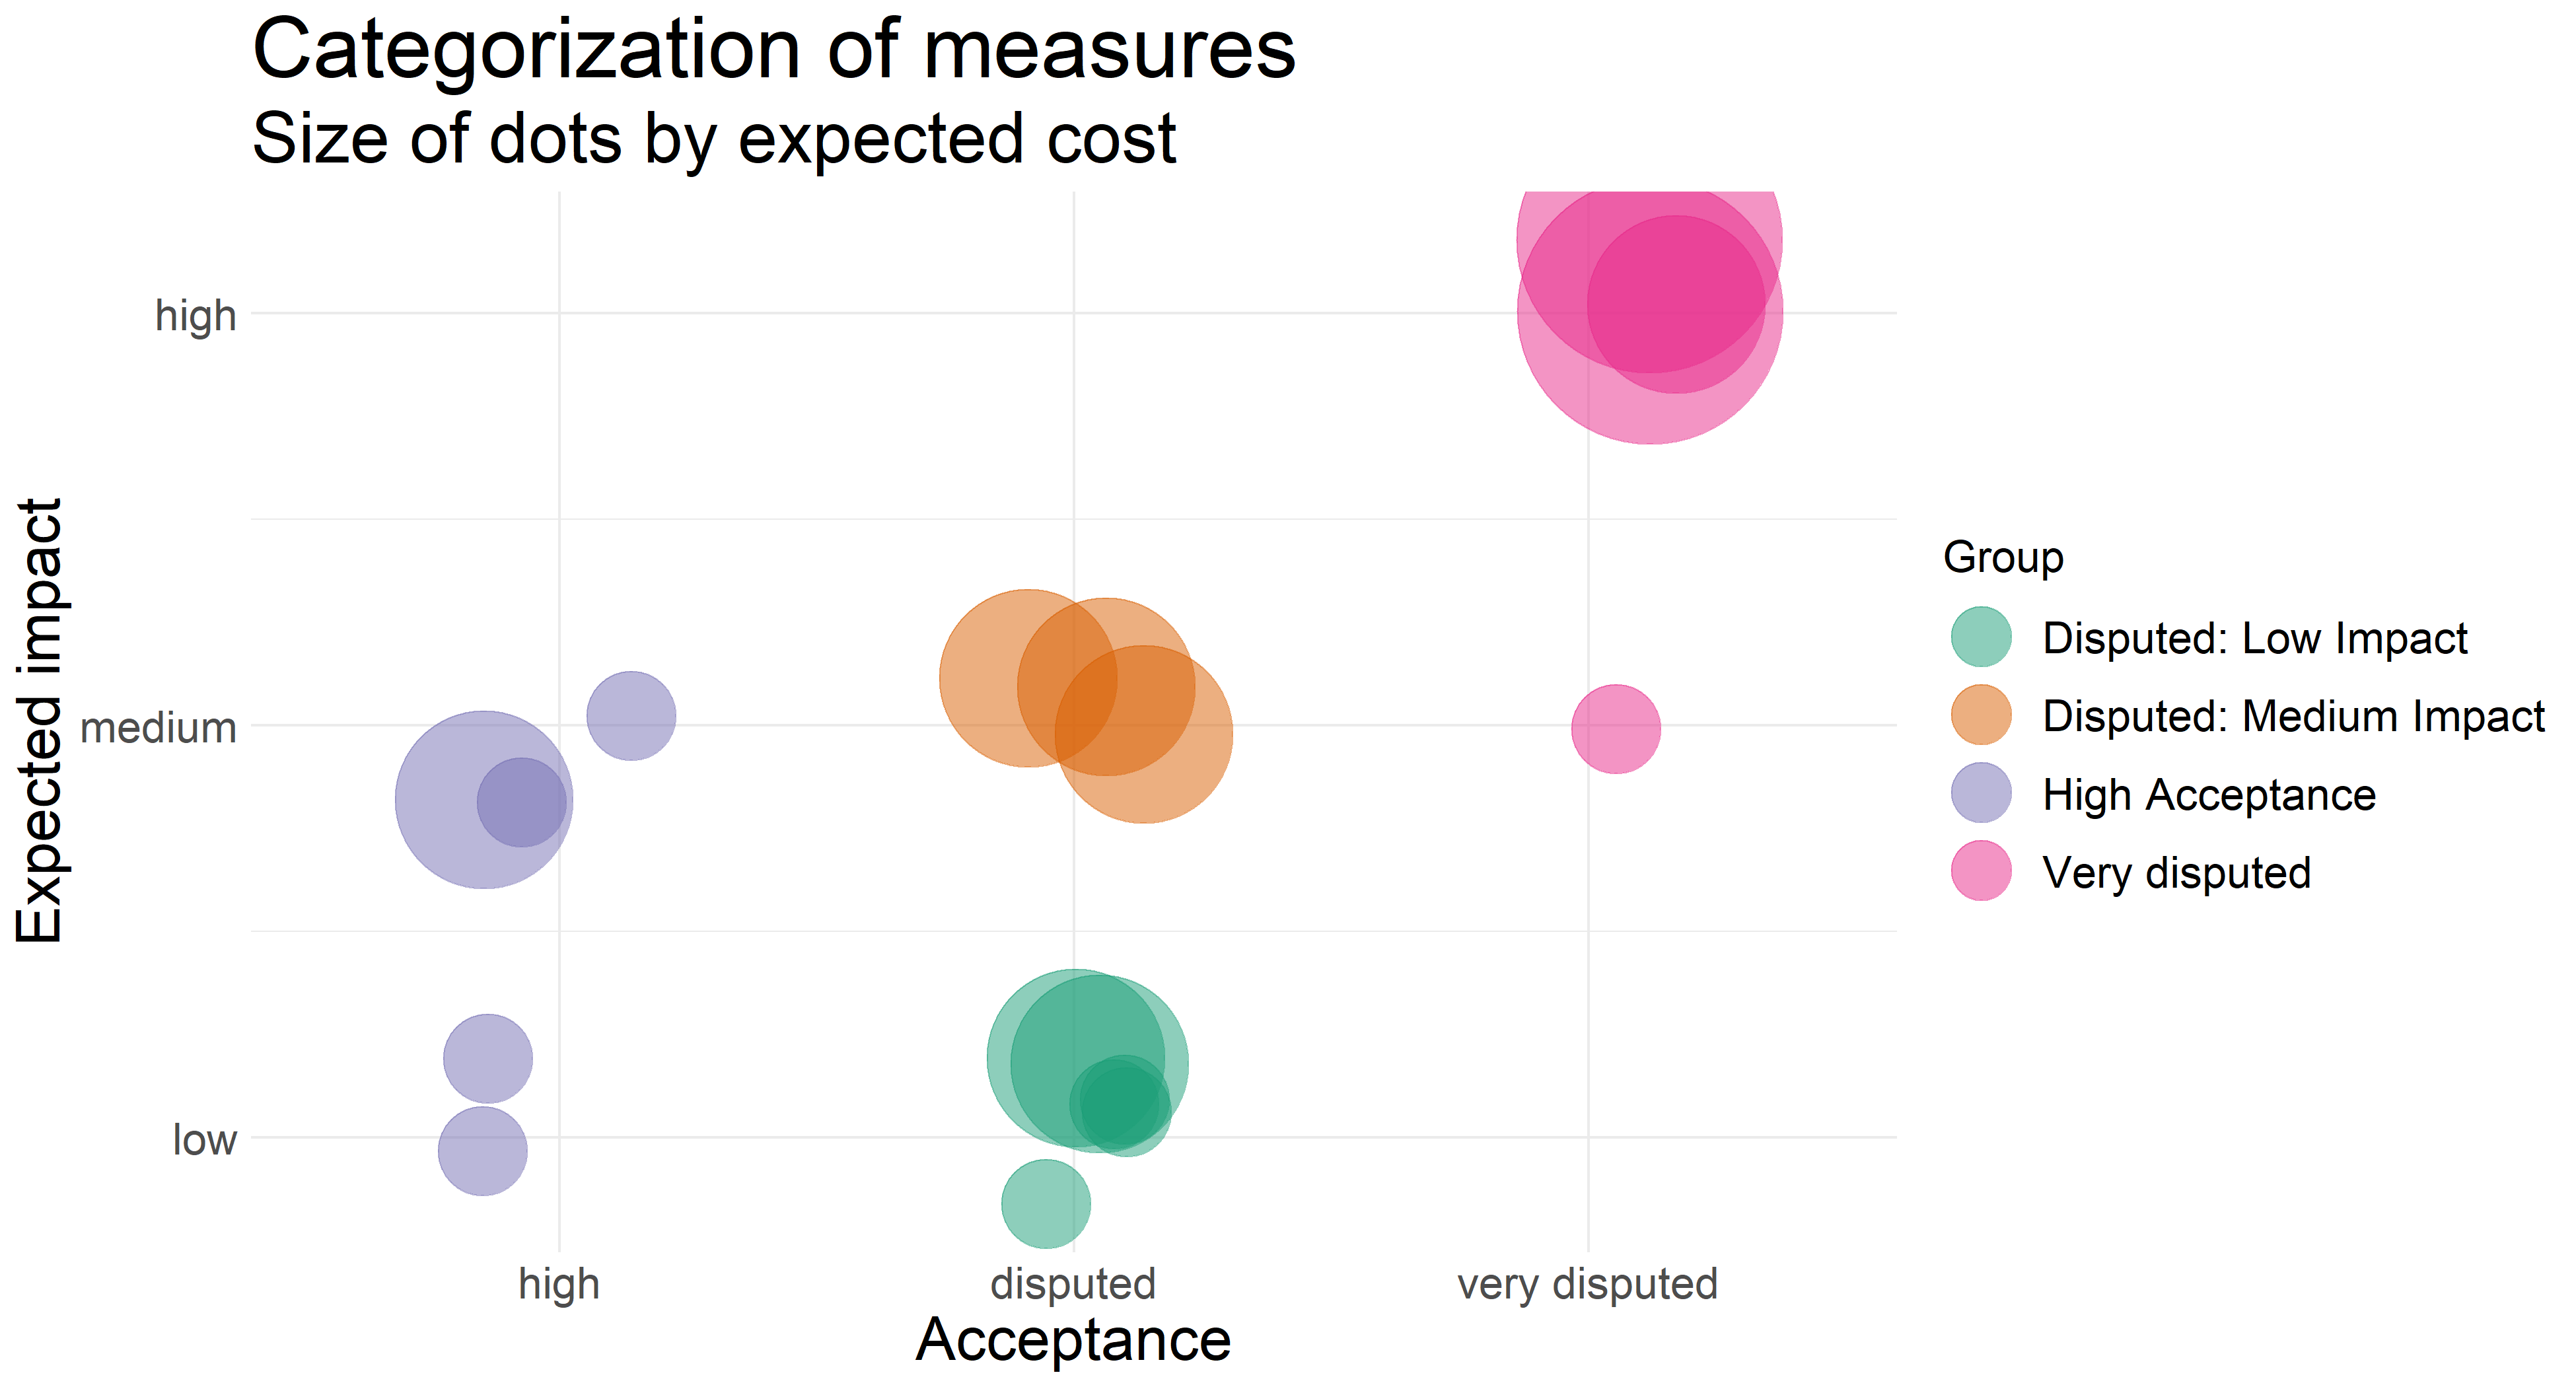 Categorization of measures
Size of dots by expected cost
Expected impact
high
medium
low
high
disputed
very disputed
Acceptance
Group
Disputed: Low Impact
Disputed: Medium Impact
High Acceptance
Very disputed